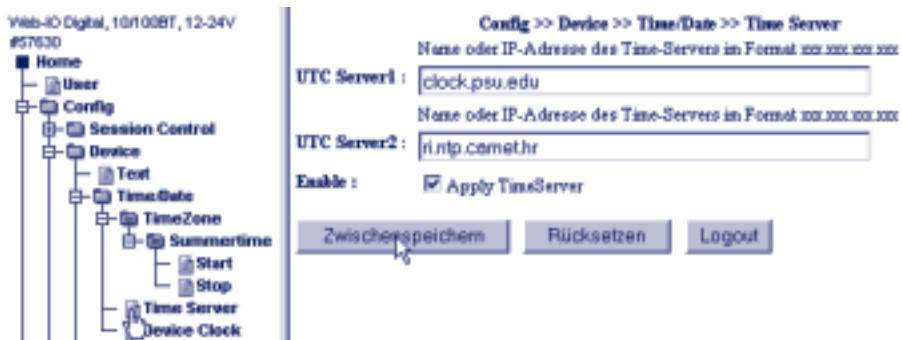 Web-IO Digital, 10/100BT, 12-24V
#57630
Home
User
Config
Session Control
Device
Text
Time/Date
TimeZone
Summertime
Start
Stop
Time Server
Device Clock
Config >> Device >> Time/Date >> Time Server
Name oder IP-Adresse des Time-Servers im Format xxx.xxx.xxx.xxx
UTC Server1 : clock.psu.edu
Name oder IP-Adresse des Time-Servers im Format xxx.xxx.xxx.xxx
UTC Server2 : ri.ntp.carnet.hr
Enable : Apply TimeServer
Zwischenspeichern Rücksetzen Logout